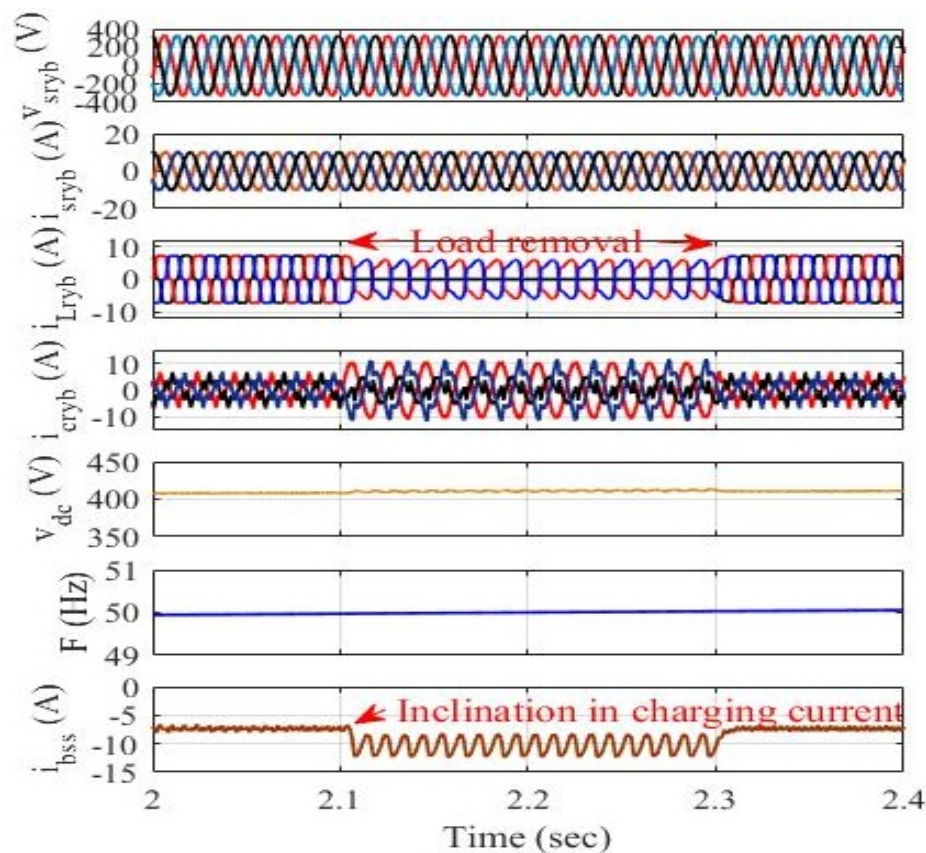 V_sryb (V)
400
200
0
-200
-400
i_sryb (A)
20
0
-20
i_Lryb (A)
10
0
-10
Load removal
i_cryb (A)
10
0
-10
v_dc (V)
450
400
350
F (Hz)
51
50
49
i_bss (A)
0
-5
-10
-15
Inclination in charging current
2 2.1 2.2 2.3 2.4
Time (sec)